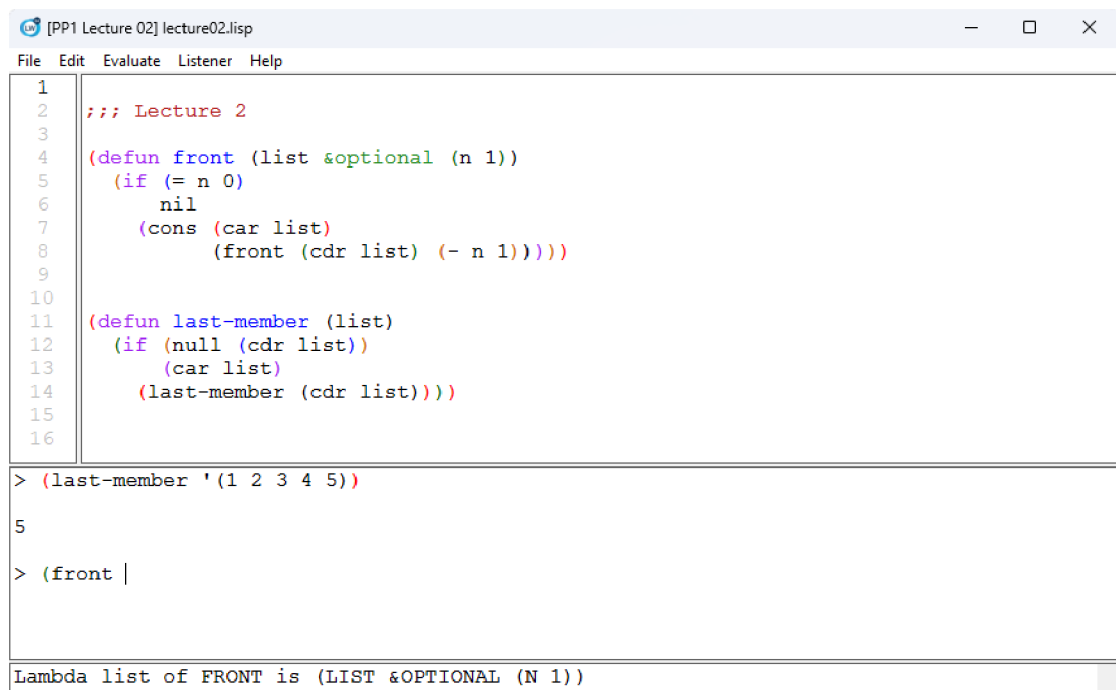 [PP1 Lecture 02] lecture02.lisp
File Edit Evaluate Listener Help
1
2 ;;; Lecture 2
3
4 (defun front (list &optional (n 1))
5   (if (= n 0)
6       nil
7     (cons (car list)
8           (front (cdr list) (- n 1)))))
9
10
11 (defun last-member (list)
12   (if (null (cdr list))
13       (car list)
14     (last-member (cdr list))))
15
16
> (last-member '(1 2 3 4 5))
5
> (front
Lambda list of FRONT is (LIST &OPTIONAL (N 1))